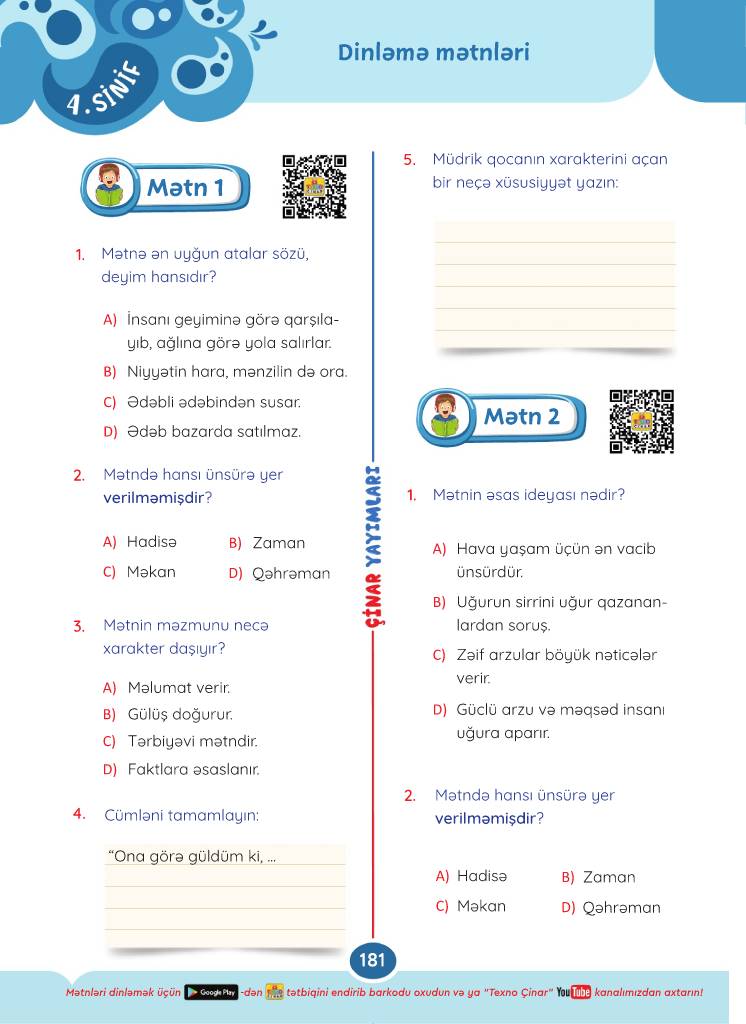 Dinləmə mətnləri
4. SİNİF
Mətn 1
1. Mətnə ən uyğun atalar sözü,
deyim hansıdır?
A) İnsanı geyiminə görə qarşıla-
yıb, ağlına görə yola salırlar.
B) Niyyətin hara, mənzilin də ora.
C) Ədəbli ədəbindən susar.
D) Ədəb bazarda satılmaz.
2. Mətndə hansı ünsürə yer
verilməmişdir?
A) Hadisə B) Zaman
C) Məkan D) Qəhrəman
3. Mətnin məzmunu necə
xarakter daşıyır?
A) Məlumat verir.
B) Gülüş doğurur.
C) Tərbiyəvi mətndir.
D) Faktlara əsaslanır.
4. Cümləni tamamlayın:
“Ona görə güldüm ki, ...
ÇİNAR YAYIMLARI
5. Müdrik qocanın xarakterini açan
bir neçə xüsusiyyət yazın:
Mətn 2
1. Mətnin əsas ideyası nədir?
A) Hava yaşam üçün ən vacib
ünsürdür.
B) Uğurun sirrini uğur qazanan-
lardan soruş.
C) Zəif arzular böyük nəticələr
verir.
D) Güclü arzu və məqsəd insanı
uğura aparır.
2. Mətndə hansı ünsürə yer
verilməmişdir?
A) Hadisə B) Zaman
C) Məkan D) Qəhrəman
181
Mətnləri dinləmək üçün Google Play -dən tətbiqini endirib barkodu oxudun və ya "Texno Çinar" YouTube kanalımızdan axtarın!